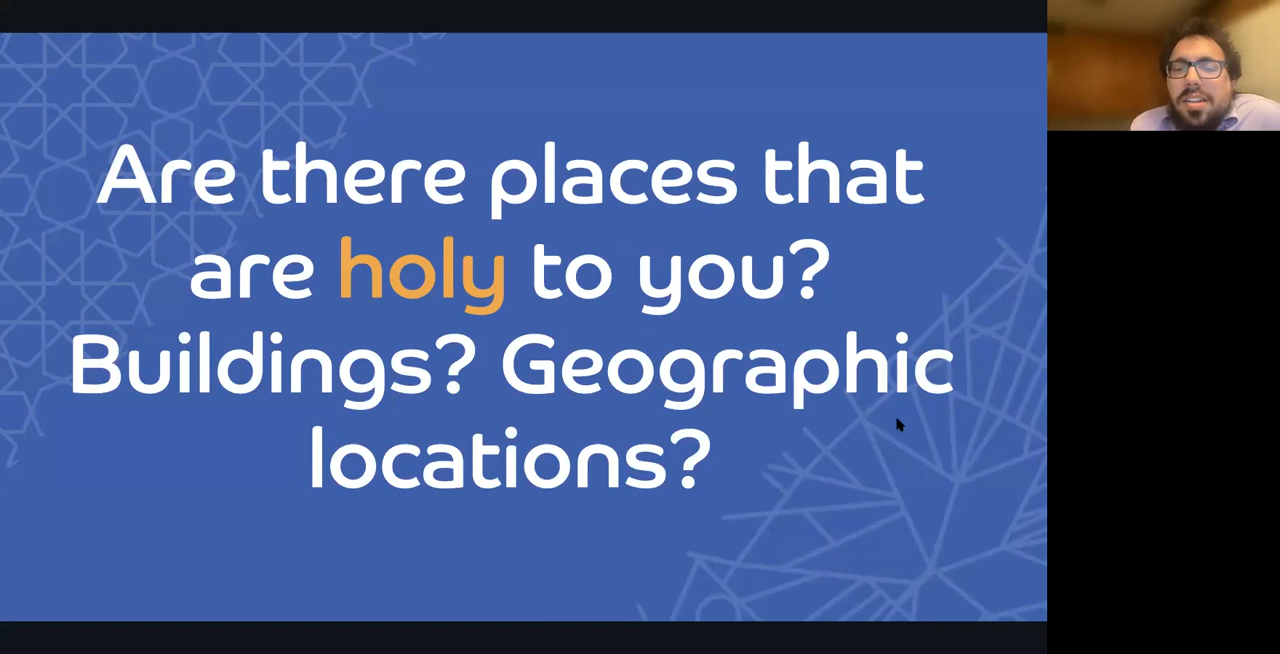 Are there places that
are holy to you?
Buildings? Geographic
locations?